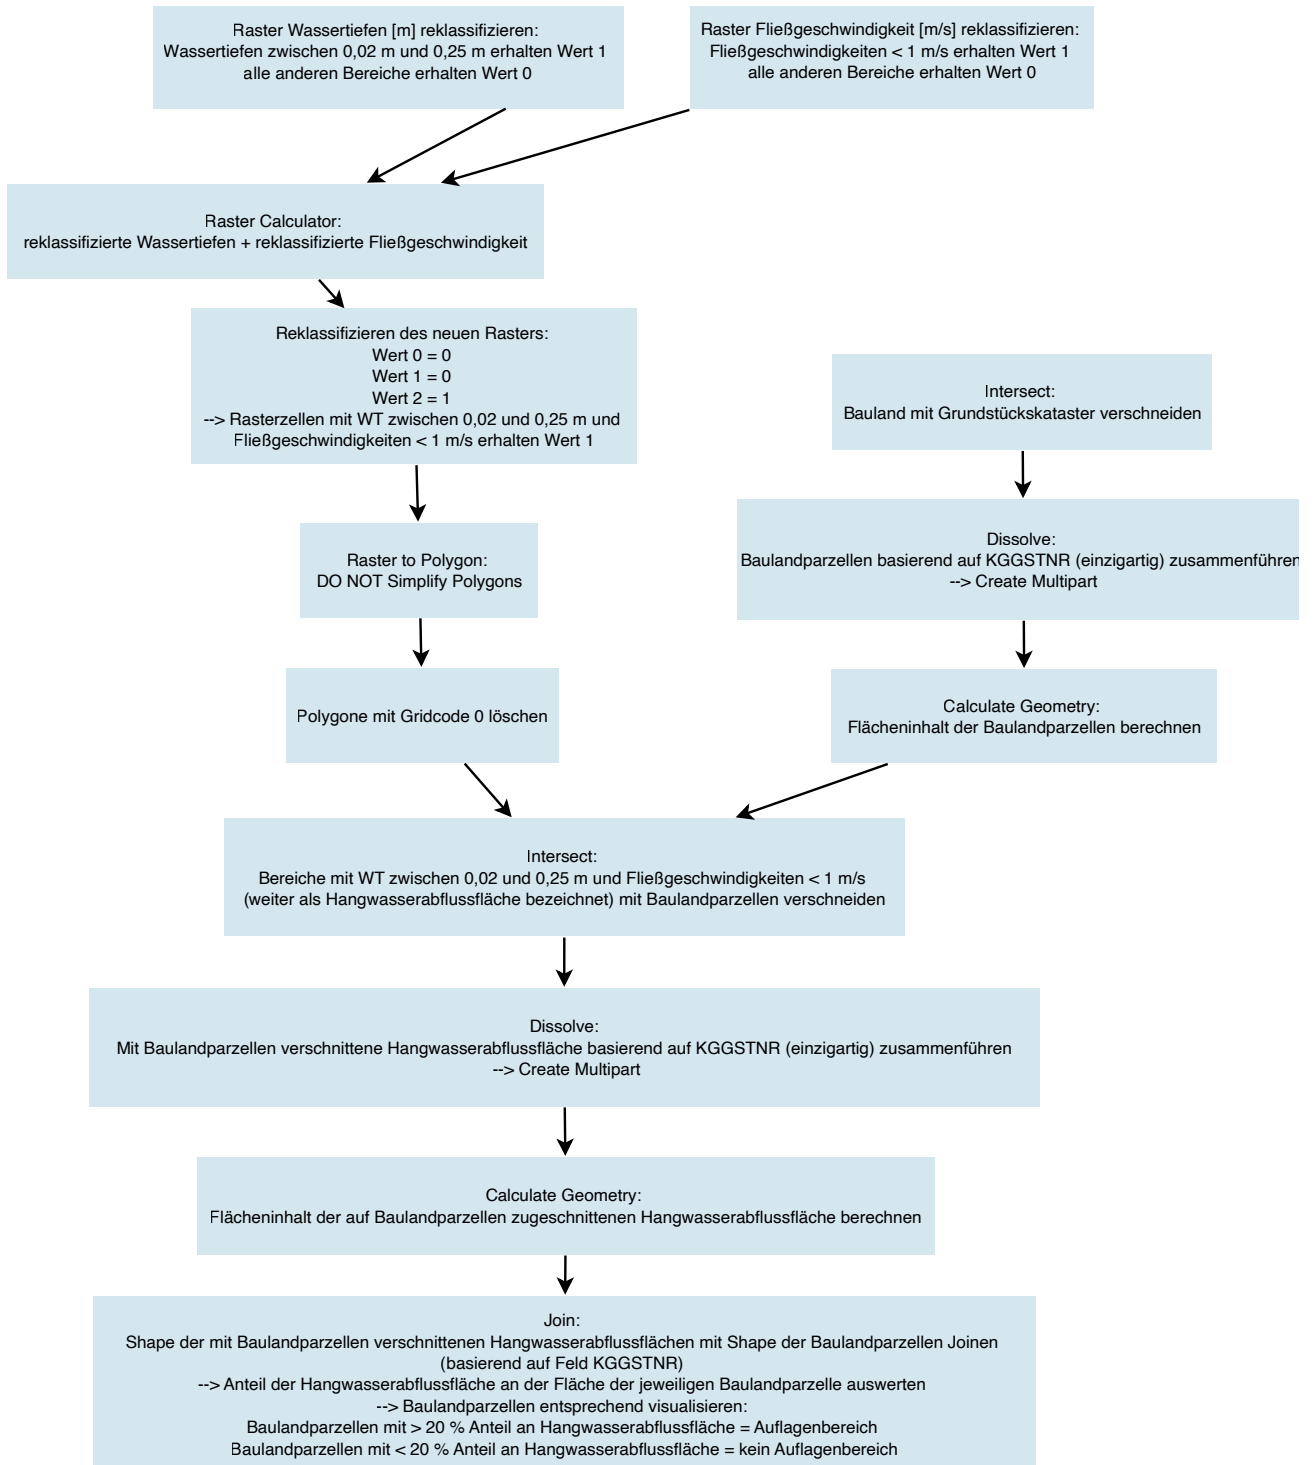 Raster Wassertiefen [m] reklassifizieren:
Wassertiefen zwischen 0,02 m und 0,25 m erhalten Wert 1
alle anderen Bereiche erhalten Wert 0
Raster Fließgeschwindigkeit [m/s] reklassifizieren:
Fließgeschwindigkeiten < 1 m/s erhalten Wert 1
alle anderen Bereiche erhalten Wert 0
Raster Calculator:
reklassifizierte Wassertiefen + reklassifizierte Fließgeschwindigkeit
Reklassifizieren des neuen Rasters:
Wert 0 = 0
Wert 1 = 0
Wert 2 = 1
--> Rasterzellen mit WT zwischen 0,02 und 0,25 m und
Fließgeschwindigkeiten < 1 m/s erhalten Wert 1
Intersect:
Bauland mit Grundstückskataster verschneiden
Raster to Polygon:
DO NOT Simplify Polygons
Dissolve:
Baulandparzellen basierend auf KGGSTNR (einzigartig) zusammenführen
--> Create Multipart
Polygone mit Gridcode 0 löschen
Calculate Geometry:
Flächeninhalt der Baulandparzellen berechnen
Intersect:
Bereiche mit WT zwischen 0,02 und 0,25 m und Fließgeschwindigkeiten < 1 m/s
(weiter als Hangwasserabflussfläche bezeichnet) mit Baulandparzellen verschneiden
Dissolve:
Mit Baulandparzellen verschnittene Hangwasserabflussfläche basierend auf KGGSTNR (einzigartig) zusammenführen
--> Create Multipart
Calculate Geometry:
Flächeninhalt der auf Baulandparzellen zugeschnittenen Hangwasserabflussfläche berechnen
Join:
Shape der mit Baulandparzellen verschnittenen Hangwasserabflussflächen mit Shape der Baulandparzellen Joinen
(basierend auf Feld KGGSTNR)
--> Anteil der Hangwasserabflussfläche an der Fläche der jeweiligen Baulandparzelle auswerten
--> Baulandparzellen entsprechend visualisieren:
Baulandparzellen mit > 20 % Anteil an Hangwasserabflussfläche = Auflagenbereich
Baulandparzellen mit < 20 % Anteil an Hangwasserabflussfläche = kein Auflagenbereich